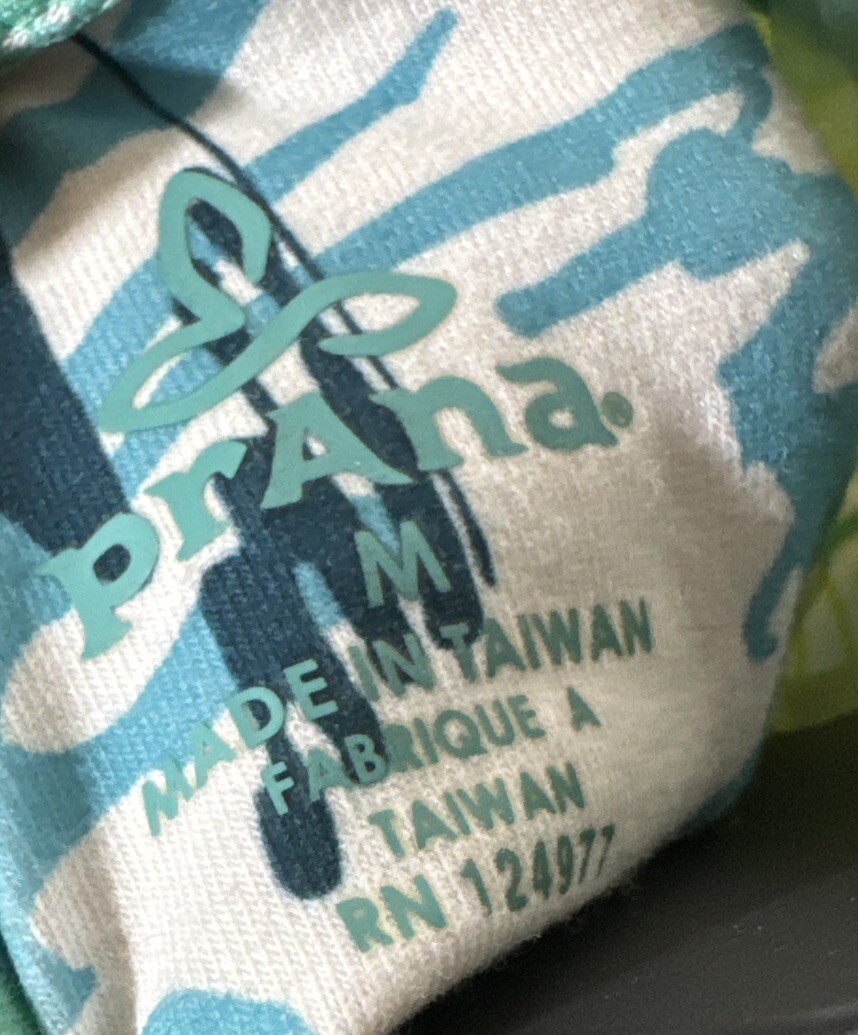 prAna
M
MADE IN TAIWAN
FABRIQUE A
TAIWAN
RN 124977